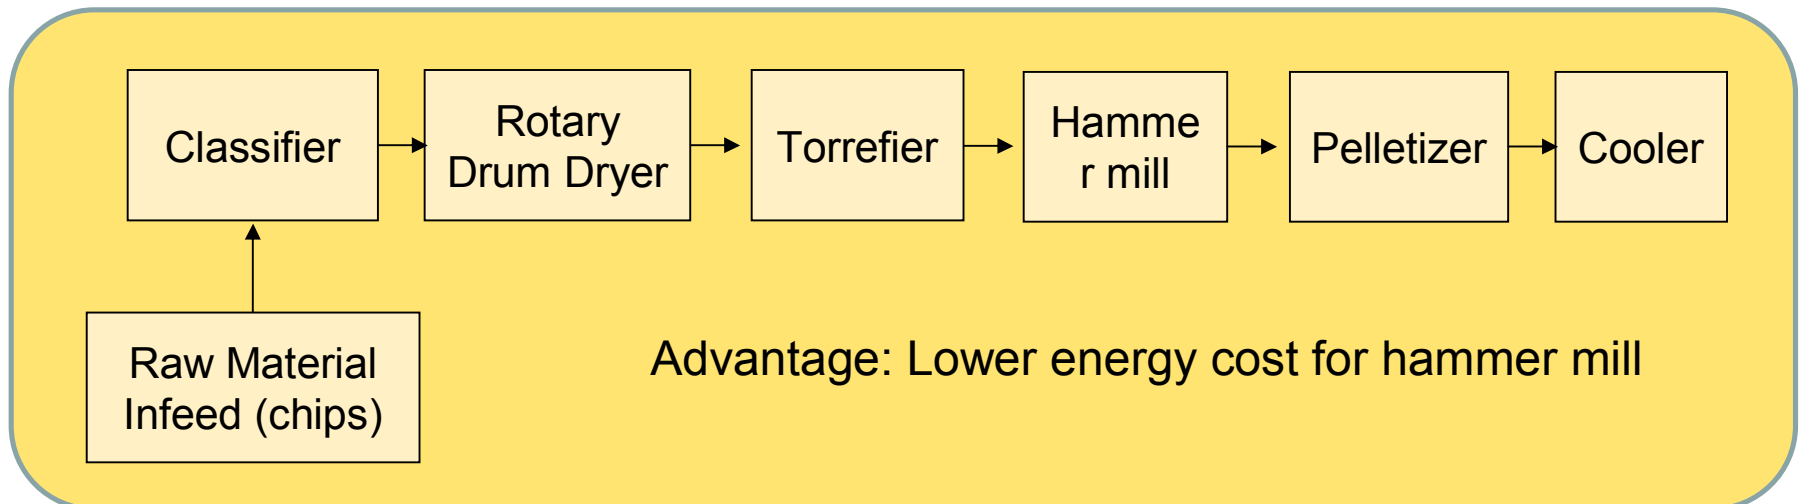 Classifier
Rotary
Drum Dryer
Torrefier
Hamme
r mill
Pelletizer
Cooler
Raw Material
Infeed (chips)
Advantage: Lower energy cost for hammer mill